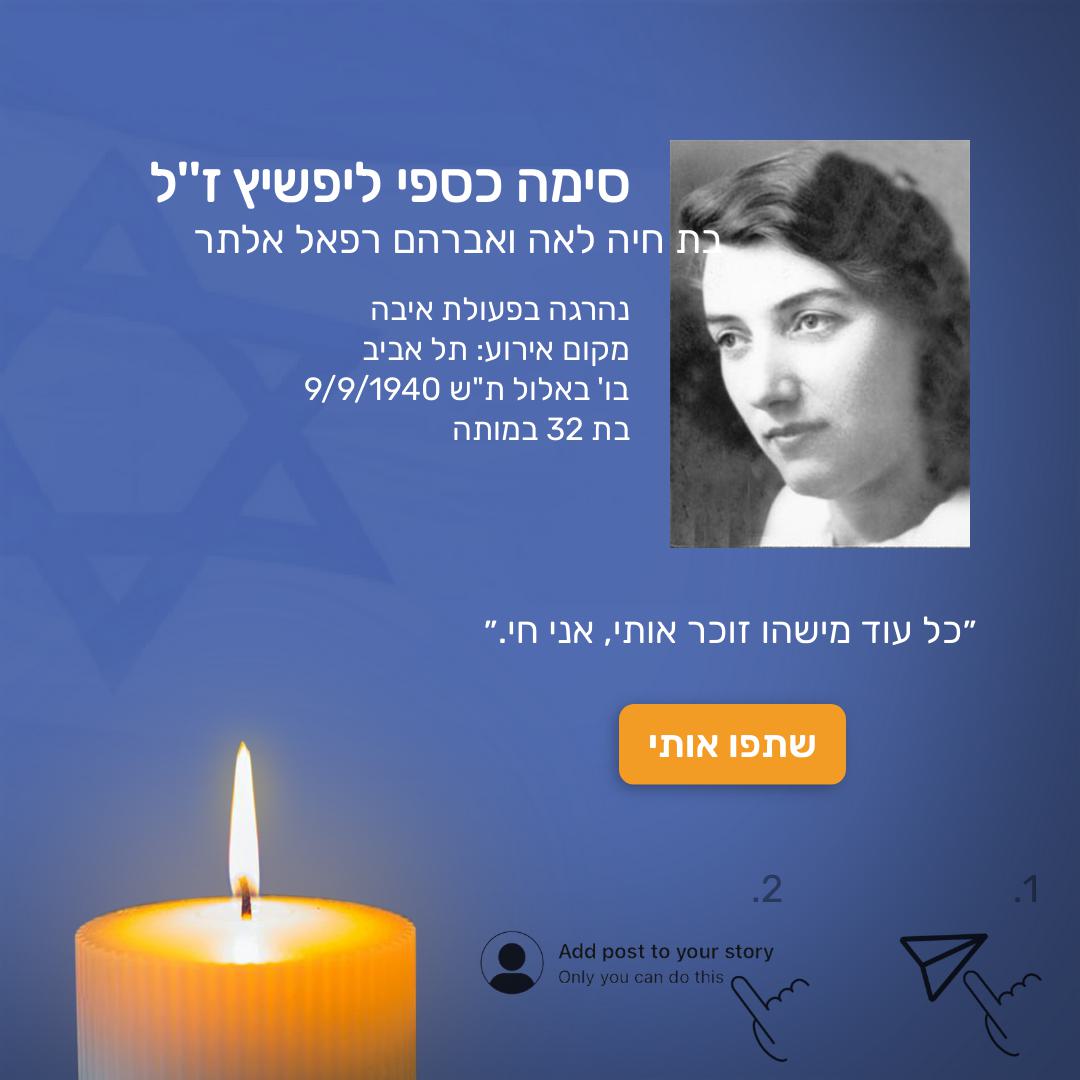 סימה כספי ליפשיץ ז"ל
בת חיה לאה ואברהם רפאל אלתר
נהרגה בפעולת איבה
מקום אירוע: תל אביב
בו' באלול ת"ש 9/9/1940
בת 32 במותה
״כל עוד מישהו זוכר אותי, אני חי.״
שתפו אותי
1.
2.
Add post to your story
Only you can do this